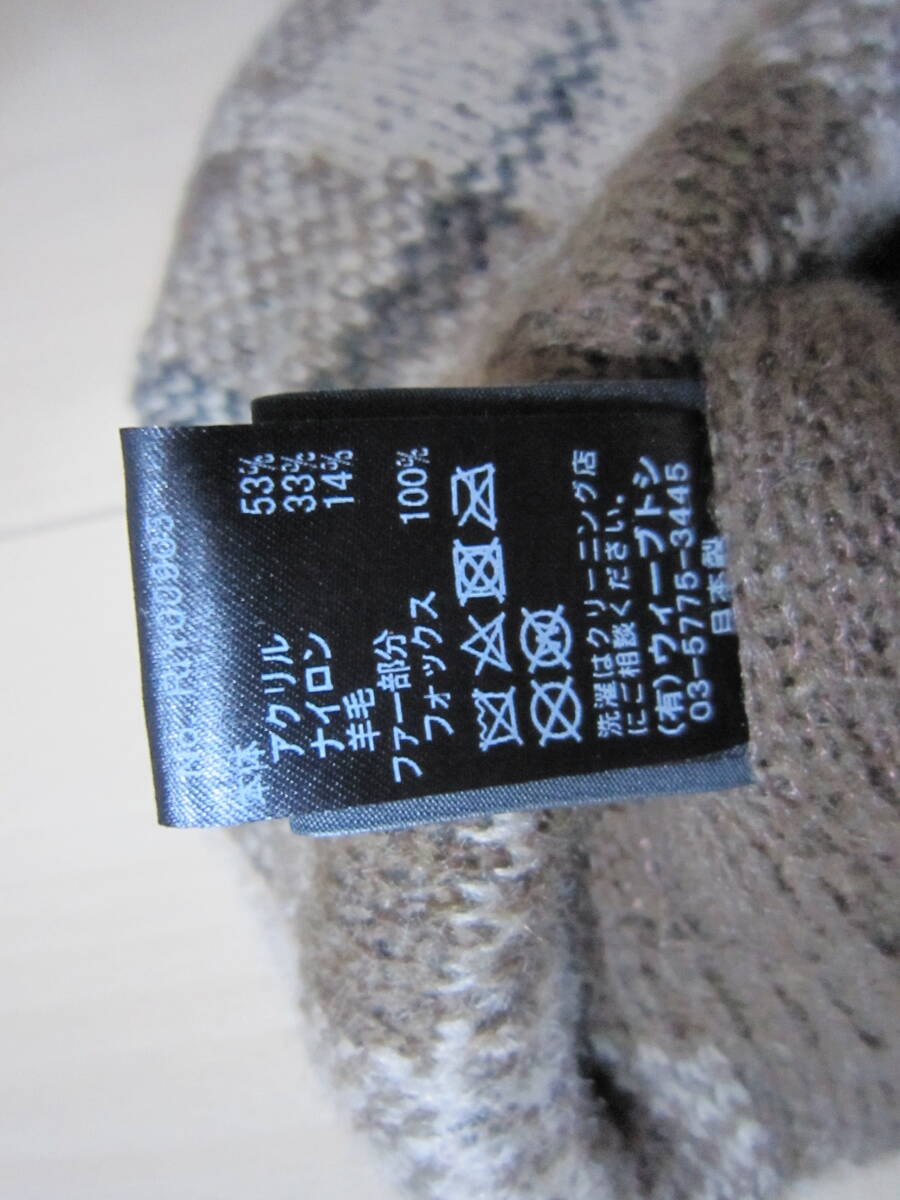 本体
アクリル 53%
ナイロン 33%
羊毛 14%
ファー部分
フォックス 100%
洗濯はクリーニング店
にご相談ください。
(有)ウィーブトシ
03-5775-3445
日本製